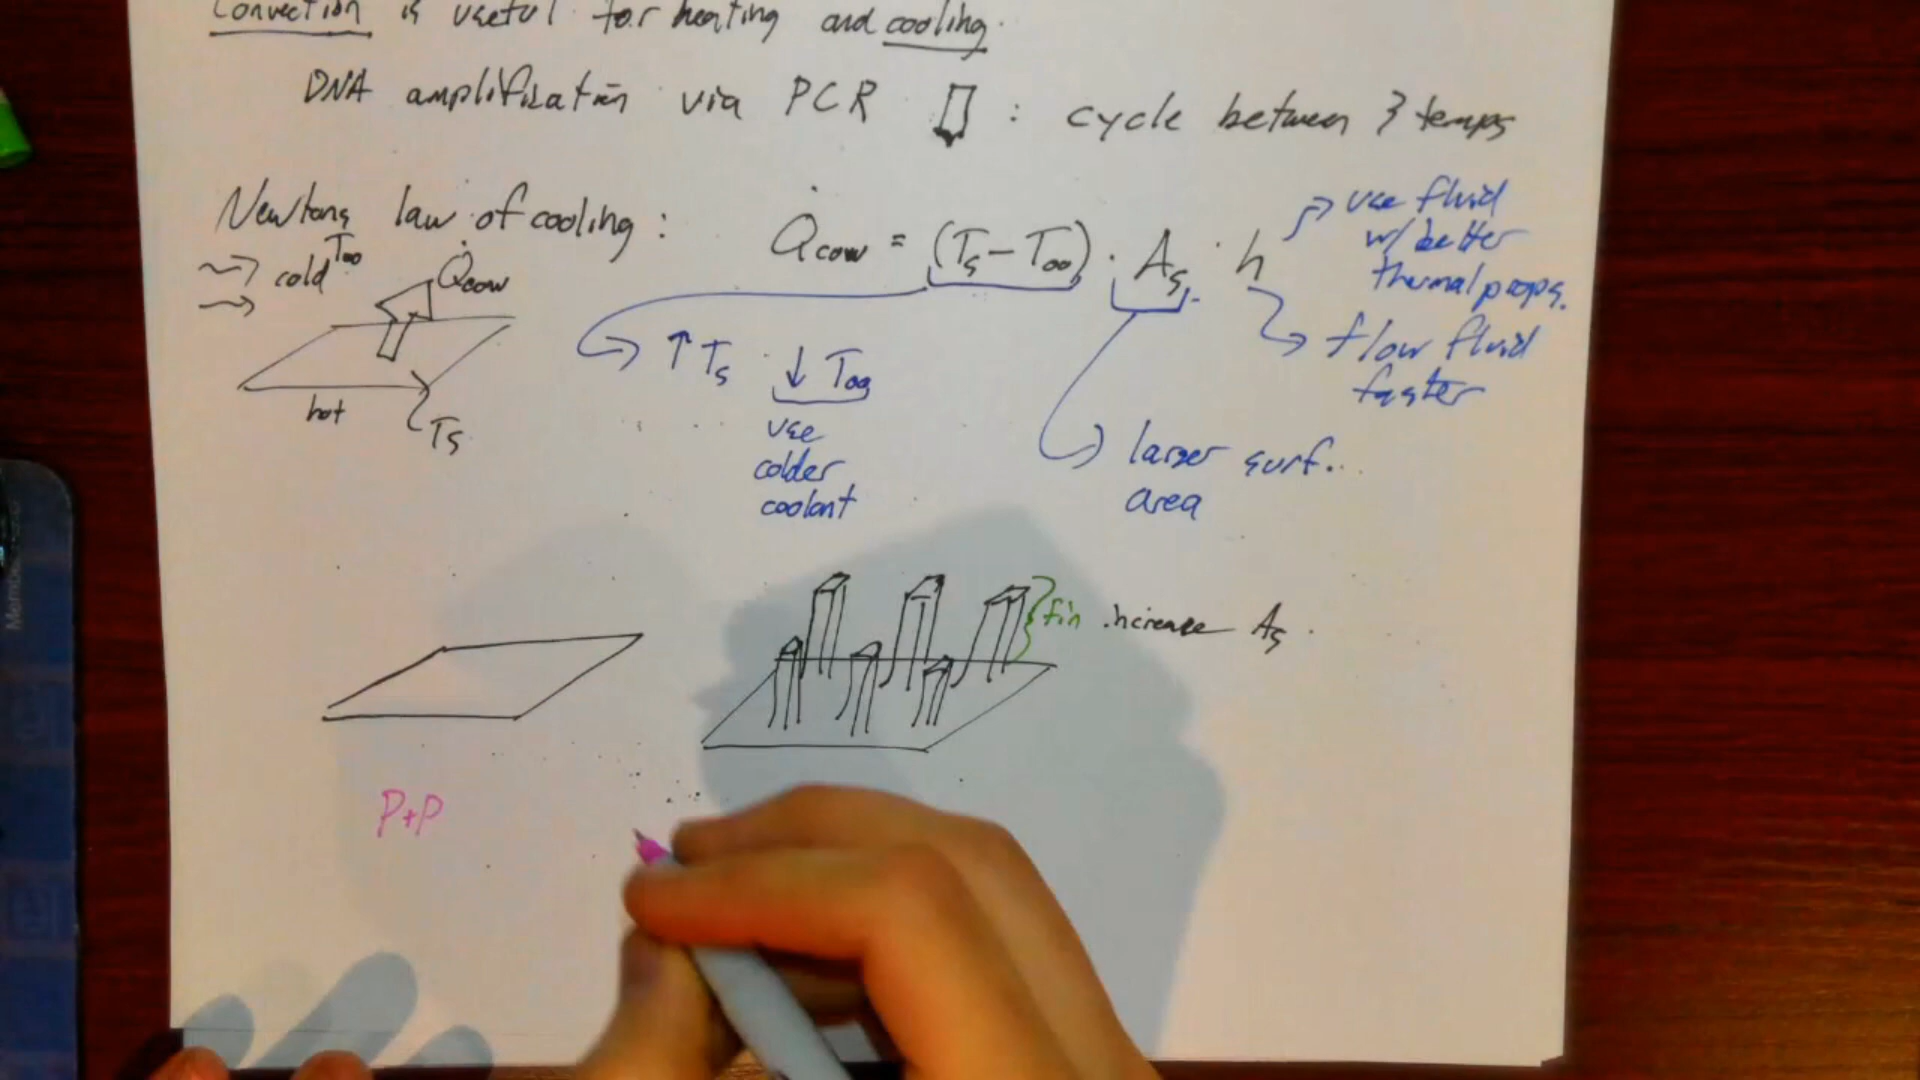 Convection is useful for heating and cooling.
DNA amplification via PCR : cycle between 3 temps
Newtons law of cooling : Q̇conv = (Ts - T∞) · As · h
use fluid
w/ better
thermal props.
flow fluid
faster
cold T∞
Q̇conv
hot
Ts
↑ Ts ↓ T∞
use
colder
coolant
larger surf.
area
fin increase As
P+P